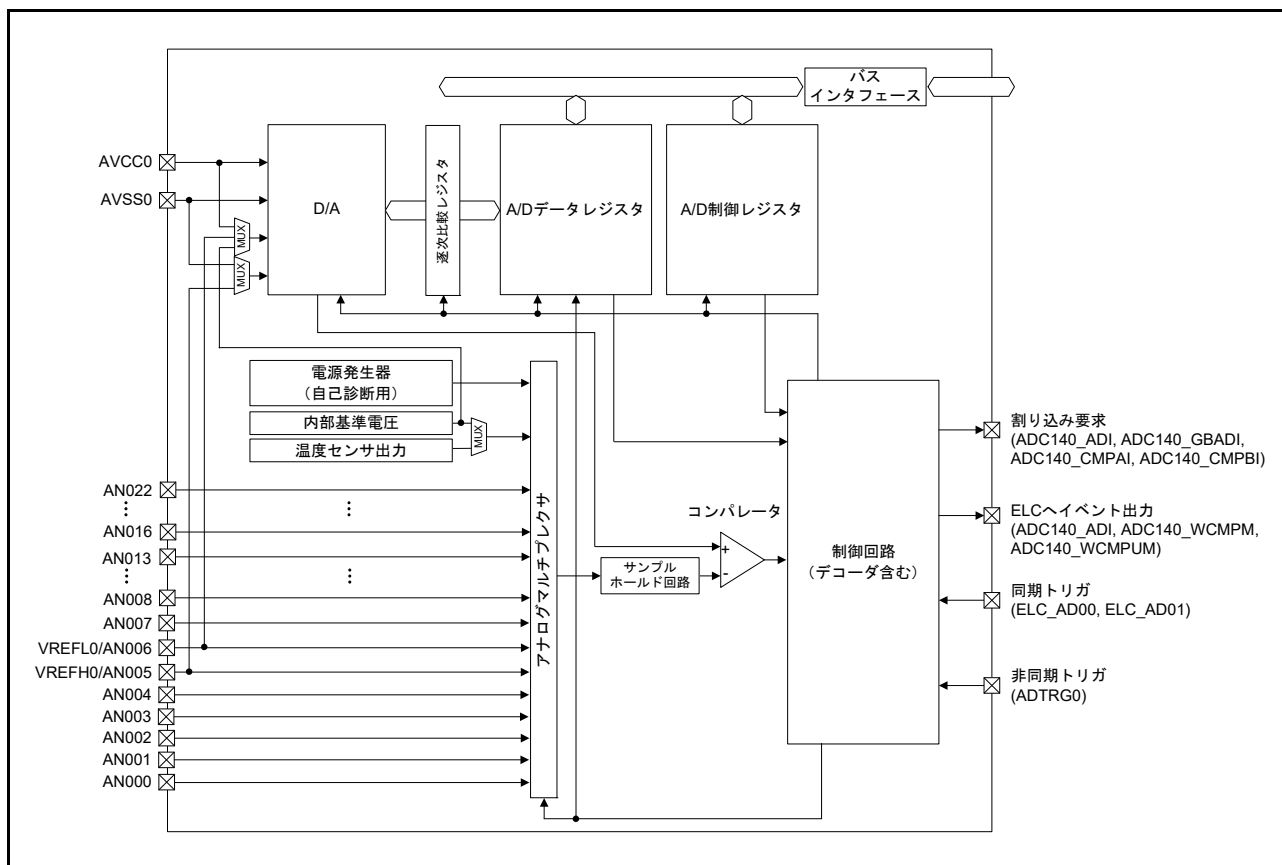 バス
インタフェース
AVCC0
AVSS0
MUX
MUX
D/A
逐次比較レジスタ
A/Dデータレジスタ
A/D制御レジスタ
電源発生器
(自己診断用)
内部基準電圧
温度センサ出力
MUX
アナログマルチプレクサ
AN022
AN016
AN013
AN008
AN007
VREFL0/AN006
VREFH0/AN005
AN004
AN003
AN002
AN001
AN000
サンプル
ホールド回路
コンパレータ
+
-
制御回路
(デコーダ含む)
割り込み要求
(ADC140_ADI, ADC140_GBADI,
ADC140_CMPAI, ADC140_CMPBI)
ELCへイベント出力
(ADC140_ADI, ADC140_WCMPM,
ADC140_WCMPUM)
同期トリガ
(ELC_AD00, ELC_AD01)
非同期トリガ
(ADTRG0)